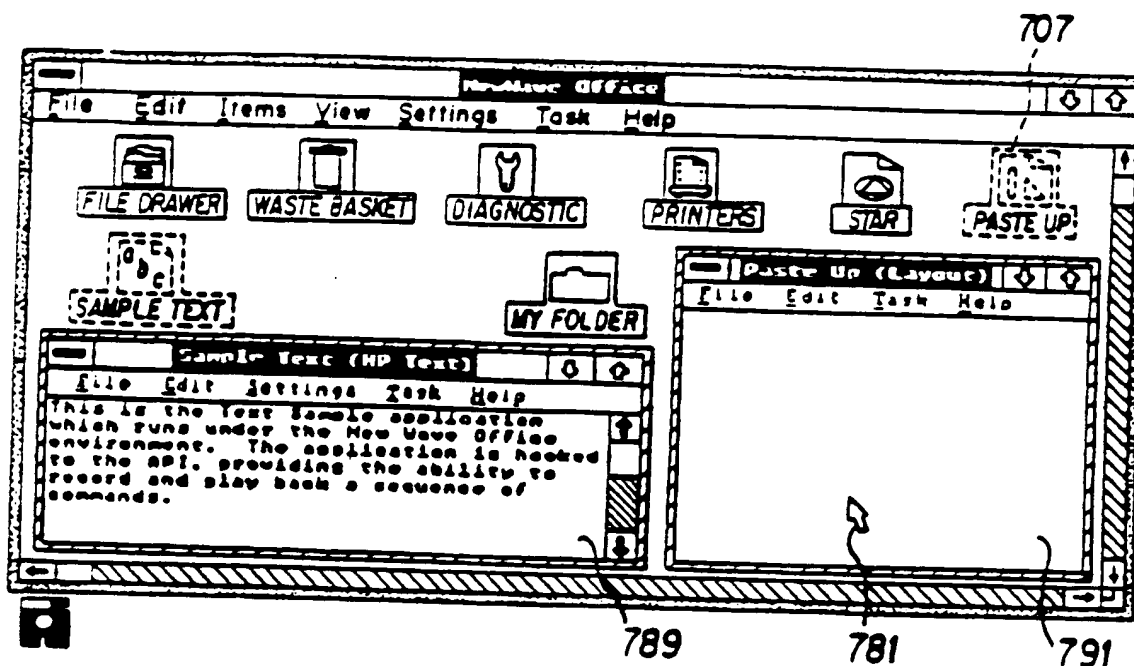 707
NewWave Office
File Edit Items View Settings Task Help
FILE DRAWER WASTE BASKET DIAGNOSTIC PRINTERS STAR PASTE UP
SAMPLE TEXT MY FOLDER
Paste Up (Layout)
File Edit Task Help
Sample Text (HP Text)
File Edit Settings Task Help
This is the Text Sample application
which runs under the New Wave Office
environment. The application is hooked
to the API, providing the ability to
record and play back a sequence of
commands.
a b c
789 781 791